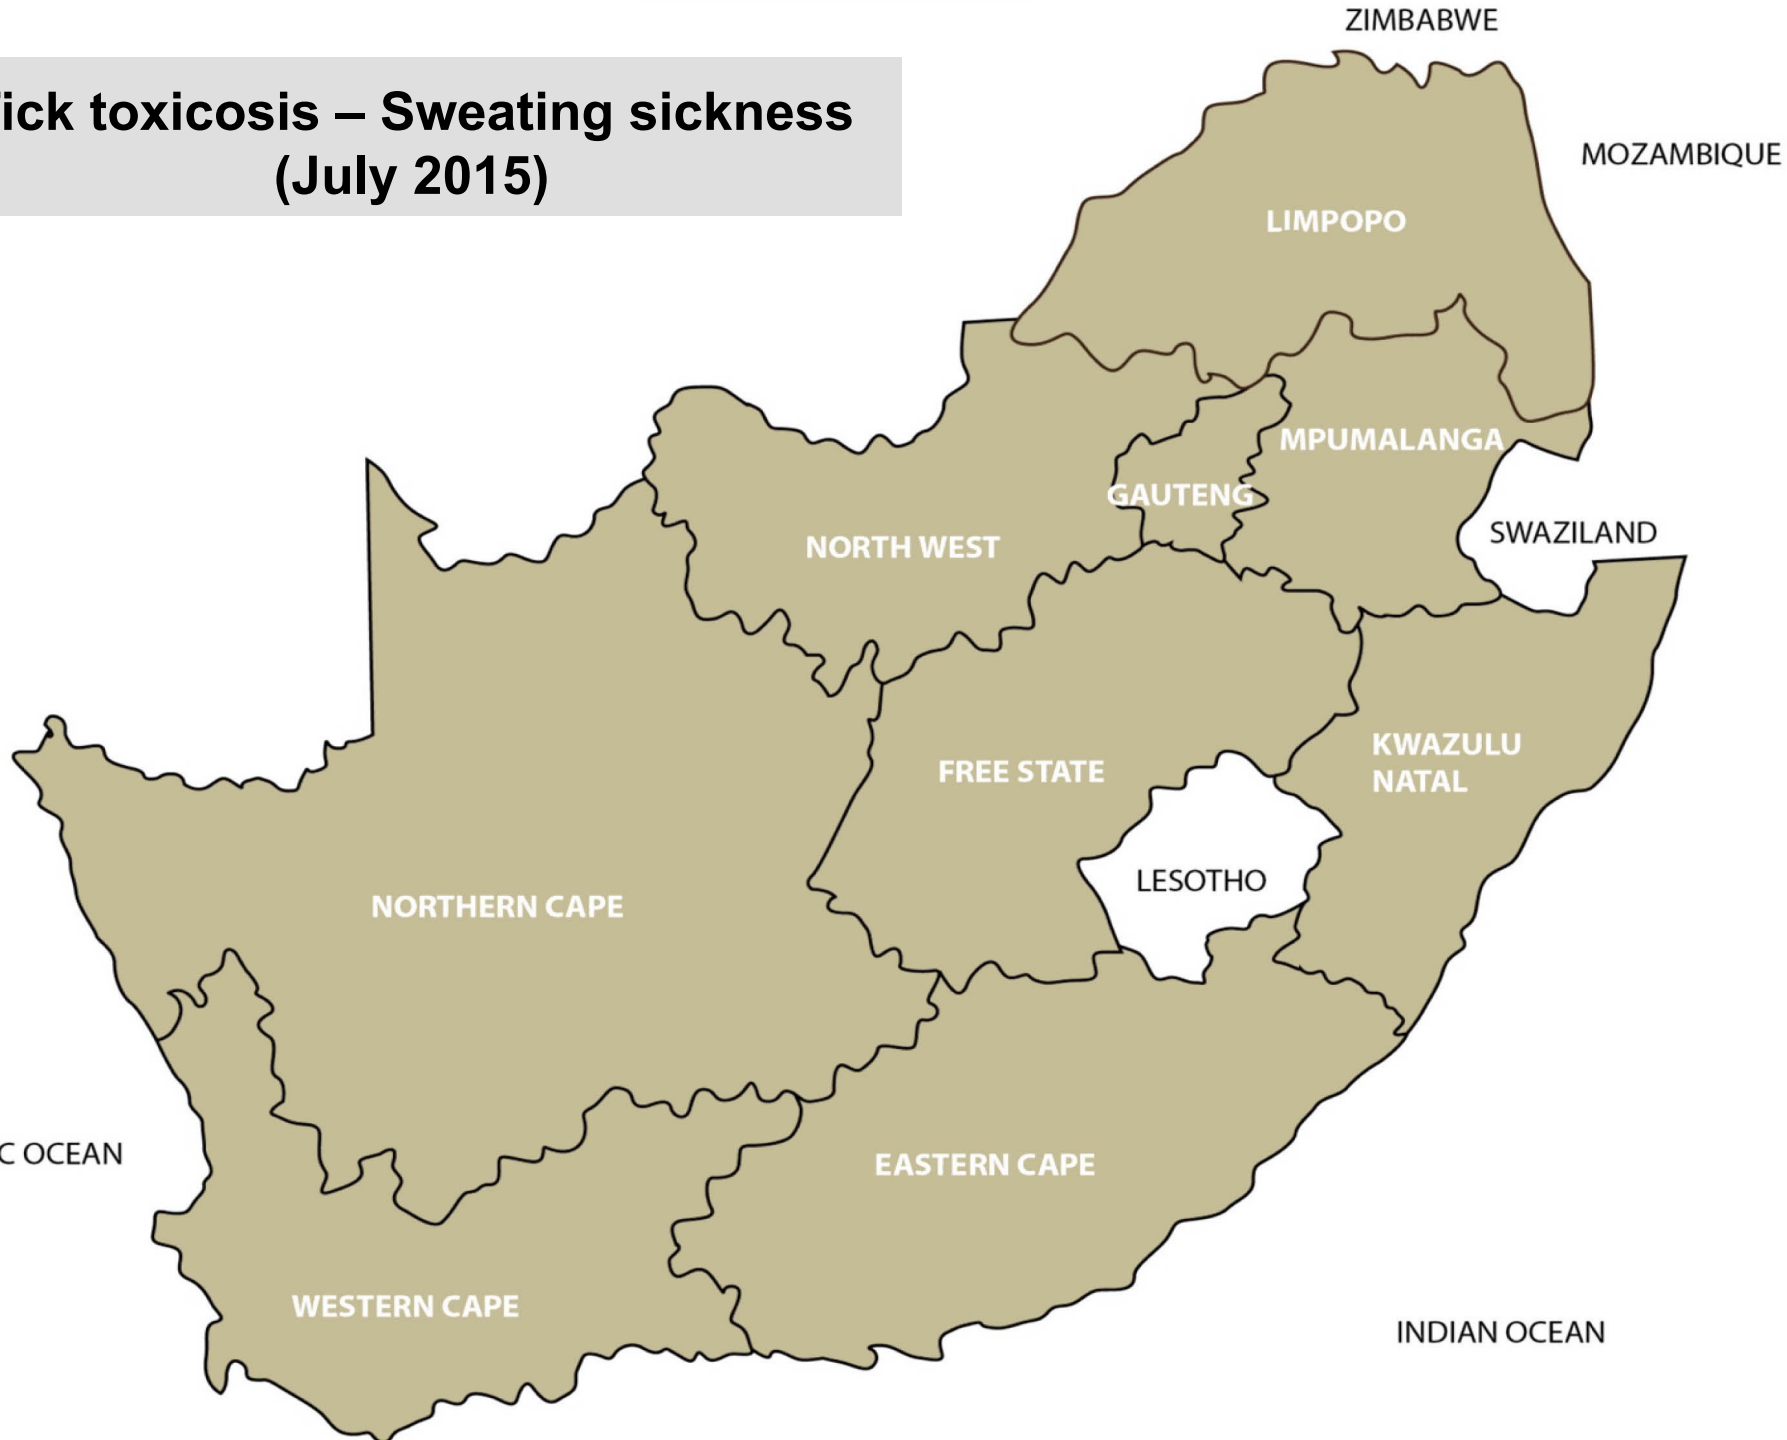 ZIMBABWE
ick toxicosis – Sweating sickness
(July 2015)
MOZAMBIQUE
LIMPOPO
MPUMALANGA
GAUTENG
SWAZILAND
NORTH WEST
KWAZULU
NATAL
FREE STATE
LESOTHO
NORTHERN CAPE
C OCEAN
EASTERN CAPE
WESTERN CAPE
INDIAN OCEAN